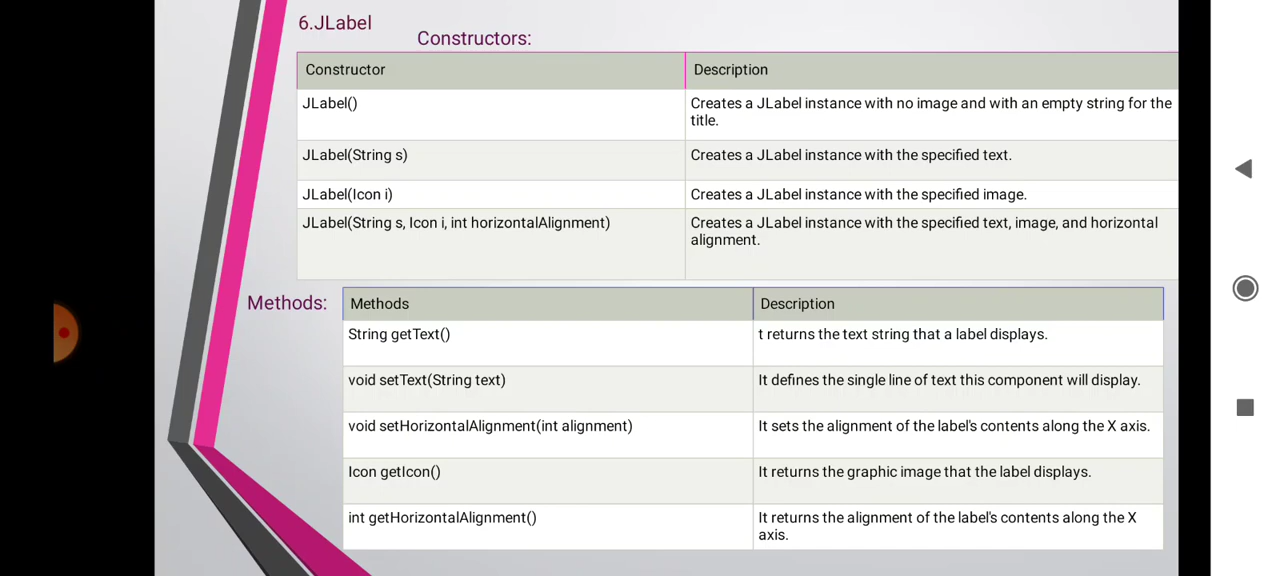 6.JLabel
Constructors:
Constructor Description
JLabel() Creates a JLabel instance with no image and with an empty string for the
title.
JLabel(String s) Creates a JLabel instance with the specified text.
JLabel(Icon i) Creates a JLabel instance with the specified image.
JLabel(String s, Icon i, int horizontalAlignment) Creates a JLabel instance with the specified text, image, and horizontal
alignment.
Methods:
Methods Description
String getText() t returns the text string that a label displays.
void setText(String text) It defines the single line of text this component will display.
void setHorizontalAlignment(int alignment) It sets the alignment of the label's contents along the X axis.
Icon getIcon() It returns the graphic image that the label displays.
int getHorizontalAlignment() It returns the alignment of the label's contents along the X
axis.